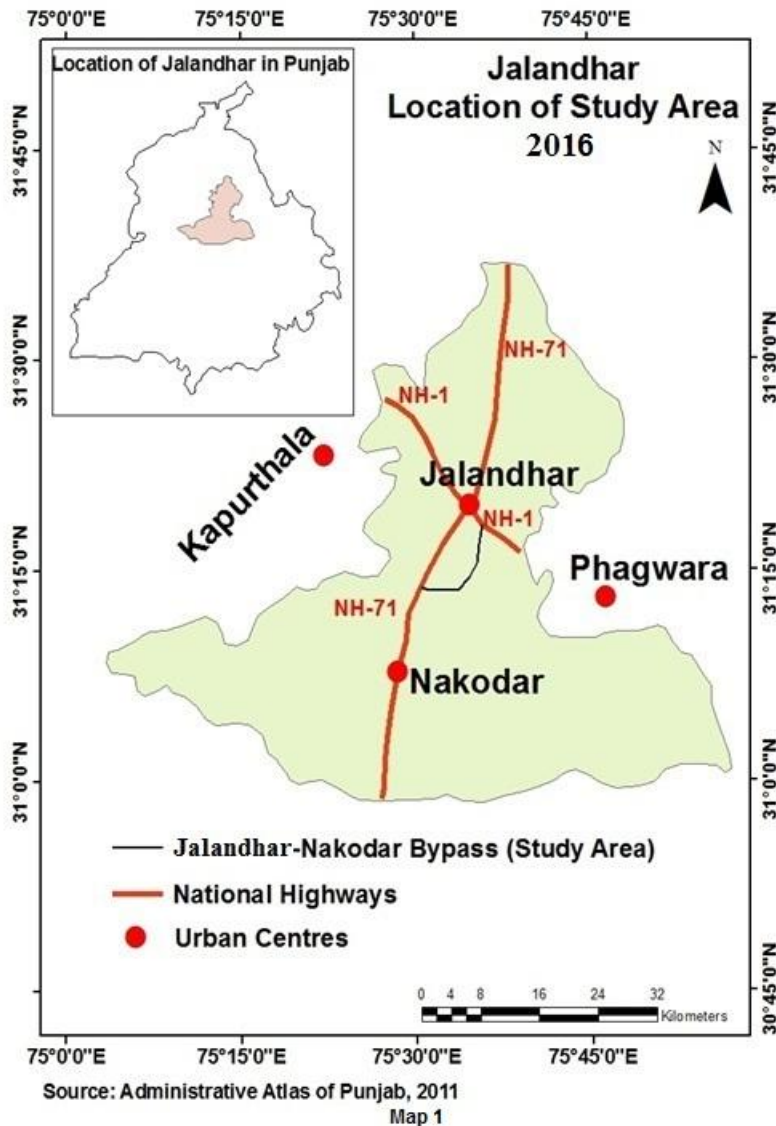 75°0'0"E 75°15'0"E 75°30'0"E 75°45'0"E
Location of Jalandhar in Punjab
Jalandhar
Location of Study Area
2016
N
31°45'0"N
31°45'0"N
31°30'0"N
31°30'0"N
NH-71
NH-1
Kapurthala
Jalandhar
NH-1
31°15'0"N
31°15'0"N
Phagwara
NH-71
Nakodar
31°0'0"N
31°0'0"N
Jalandhar-Nakodar Bypass (Study Area)
National Highways
Urban Centres
30°45'0"N
0 4 8 16 24 32
Kilometers
75°0'0"E 75°15'0"E 75°30'0"E 75°45'0"E
Source: Administrative Atlas of Punjab, 2011
Map 1